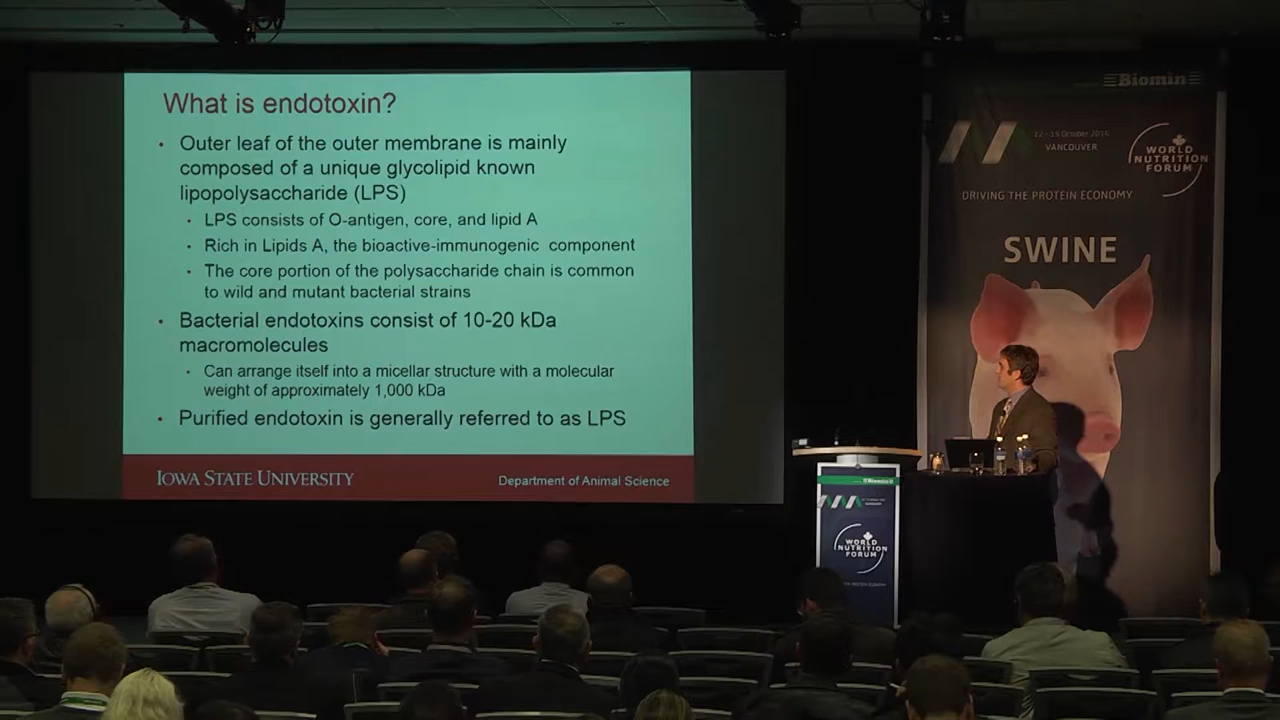 What is endotoxin?
• Outer leaf of the outer membrane is mainly
composed of a unique glycolipid known
lipopolysaccharide (LPS)
• LPS consists of O-antigen, core, and lipid A
• Rich in Lipids A, the bioactive-immunogenic component
• The core portion of the polysaccharide chain is common
to wild and mutant bacterial strains
• Bacterial endotoxins consist of 10-20 kDa
macromolecules
• Can arrange itself into a micellar structure with a molecular
weight of approximately 1,000 kDa
• Purified endotoxin is generally referred to as LPS
IOWA STATE UNIVERSITY
Department of Animal Science
Biomin
October
VANCOUVER
WORLD
NUTRITION
FORUM
DRIVING THE PROTEIN ECONOMY
SWINE
Biomin
WORLD
NUTRITION
FORUM